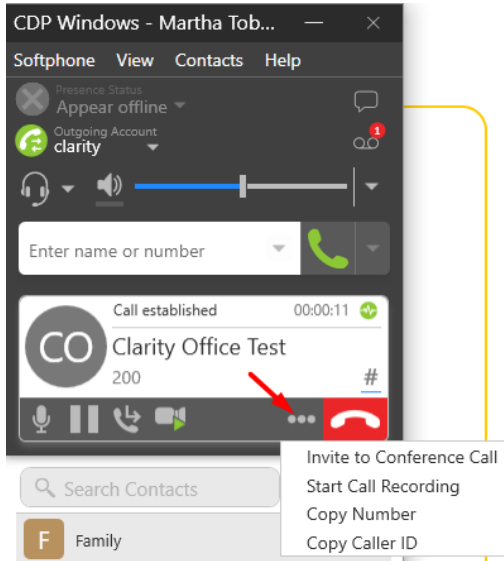 CDP Windows - Martha Tob...
Softphone View Contacts Help
Presence Status
Appear offline
Outgoing Account
clarity
1
Enter name or number
Call established 00:00:11
CO
Clarity Office Test
200 #
Invite to Conference Call
Start Call Recording
Copy Number
Copy Caller ID
Search Contacts
F Family